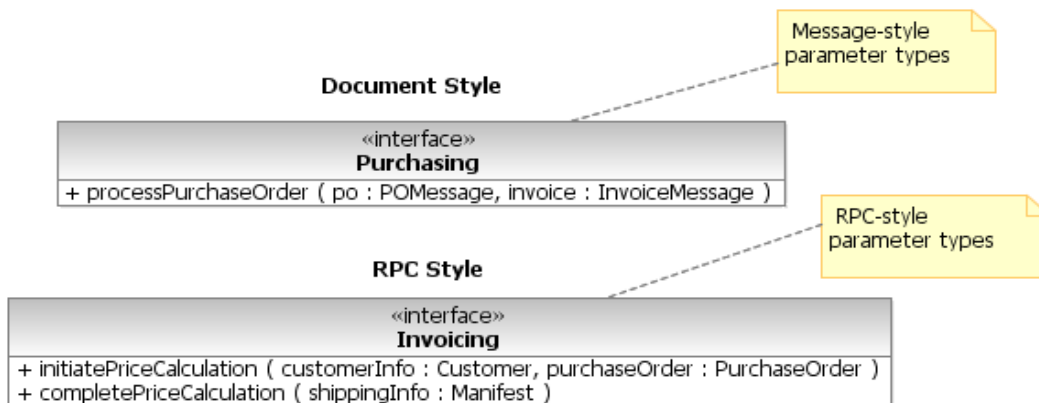 Message-style
parameter types
Document Style
«interface»
Purchasing
+ processPurchaseOrder ( po : POMessage, invoice : InvoiceMessage )
RPC-style
parameter types
RPC Style
«interface»
Invoicing
+ initiatePriceCalculation ( customerInfo : Customer, purchaseOrder : PurchaseOrder )
+ completePriceCalculation ( shippingInfo : Manifest )